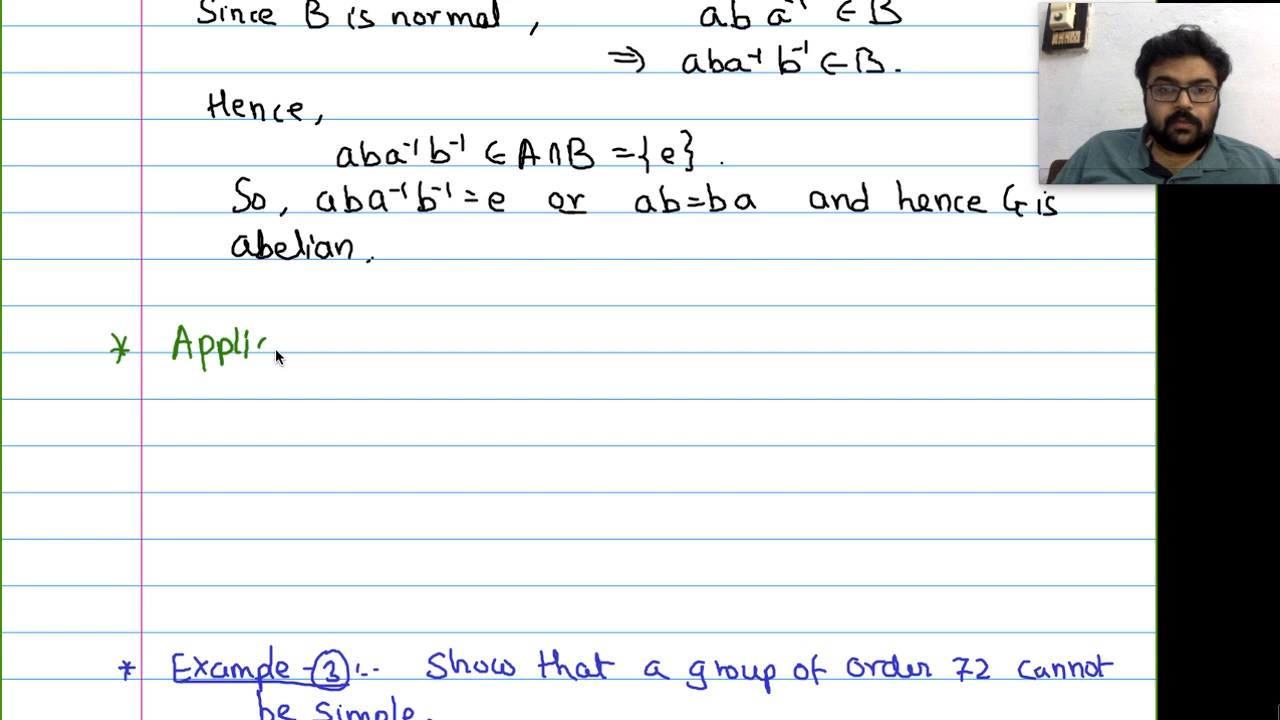 Since B is normal, aba⁻¹ ∈ B
⇒ aba⁻¹b⁻¹ ∈ B.
Hence,
aba⁻¹b⁻¹ ∈ A∩B = {e}.
So, aba⁻¹b⁻¹ = e or ab=ba and hence G is
abelian.
* Applic
* Example-③:- Show that a group of order 72 cannot
be simple.